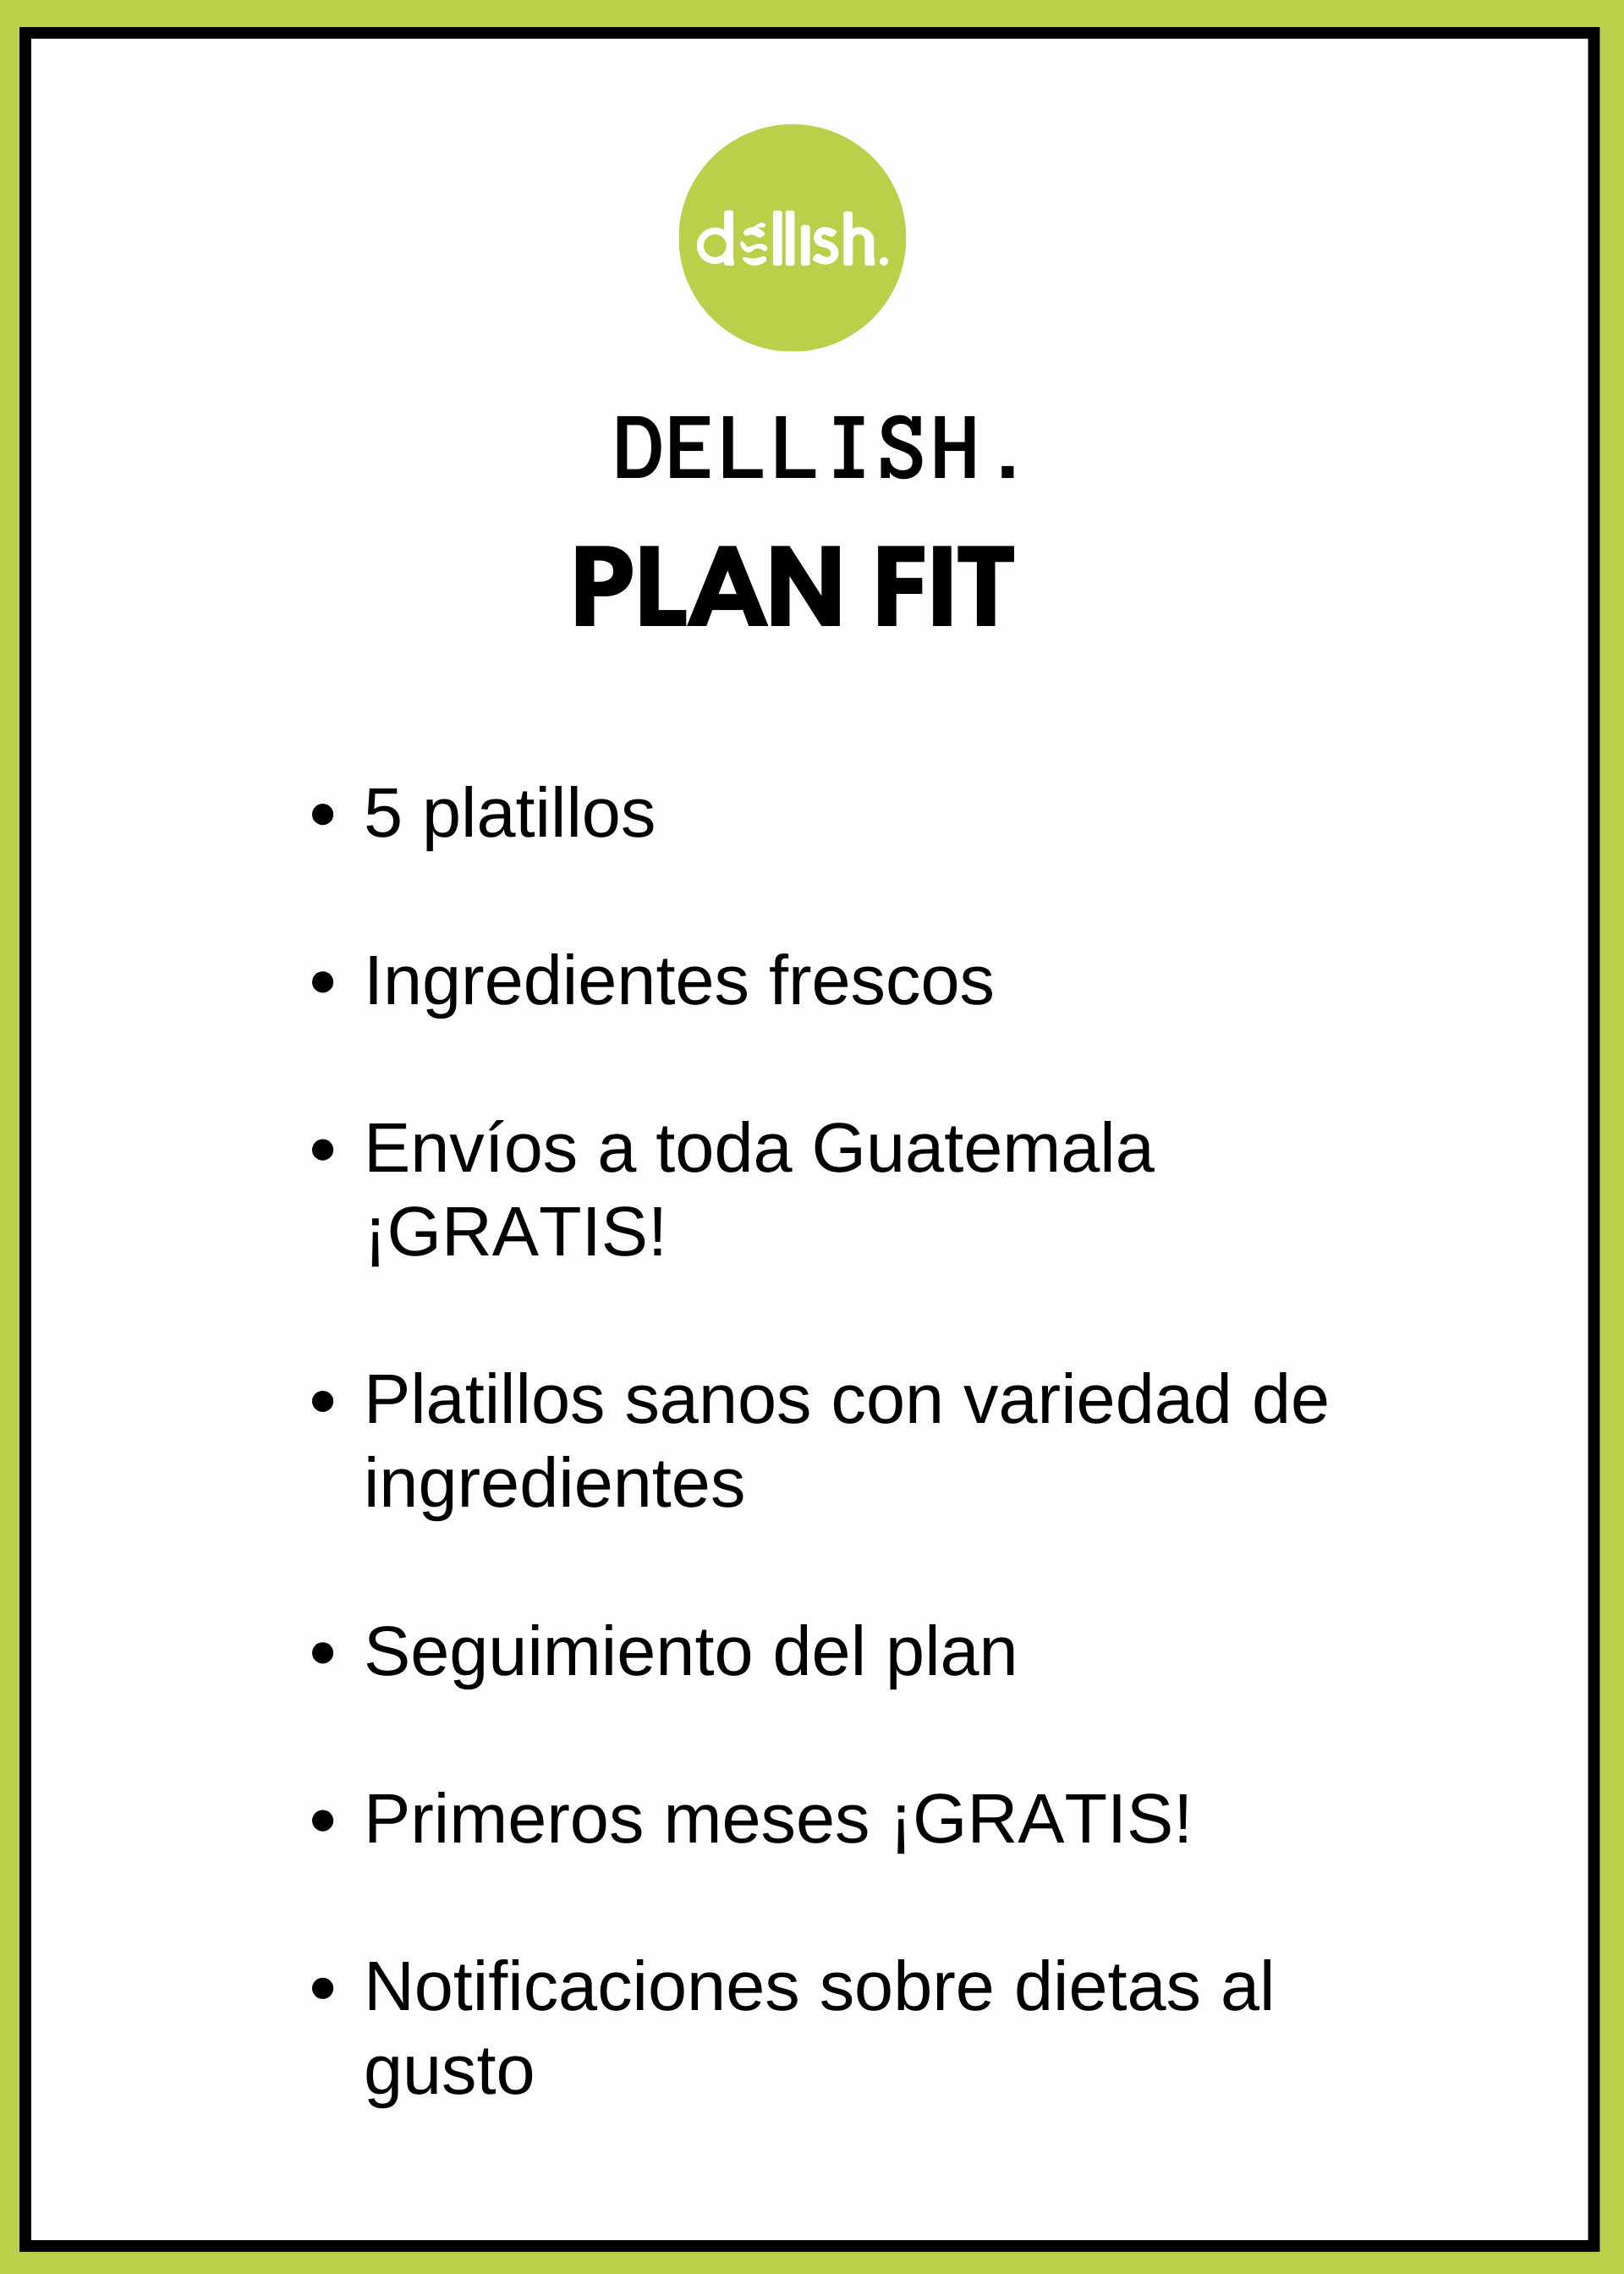 dellish.
DELLISH.
PLAN FIT
• 5 platillos
• Ingredientes frescos
• Envíos a toda Guatemala
¡GRATIS!
• Platillos sanos con variedad de
ingredientes
• Seguimiento del plan
• Primeros meses ¡GRATIS!
• Notificaciones sobre dietas al
gusto